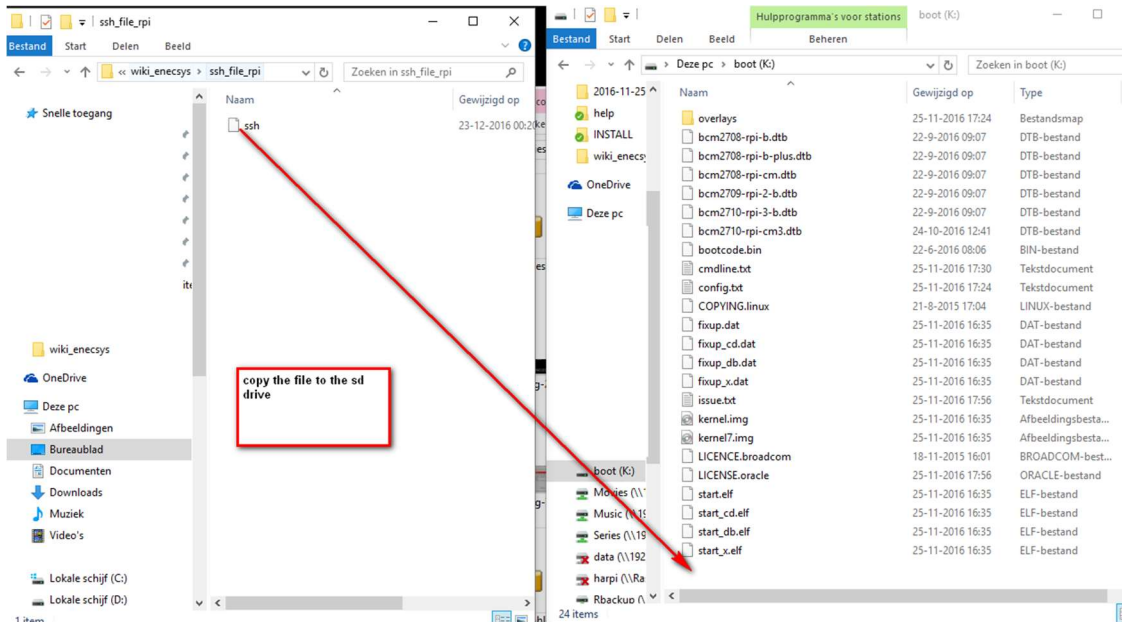 ssh_file_rpi
Bestand Start Delen Beeld
« wiki_enecsys › ssh_file_rpi
Zoeken in ssh_file_rpi
Snelle toegang
wiki_enecsys
OneDrive
Deze pc
Afbeeldingen
Bureaublad
Documenten
Downloads
Muziek
Video's
Lokale schijf (C:)
Lokale schijf (D:)
1 item
Naam Gewijzigd op
ssh 23-12-2016 00:20
copy the file to the sd
drive
Hulpprogramma's voor stations boot (K:)
Bestand Start Delen Beeld Beheren
› Deze pc › boot (K:)
Zoeken in boot (K:)
2016-11-25
help
INSTALL
wiki_enecsy
OneDrive
Deze pc
boot (K:)
Movies (\\
Music (\\19
Series (\\19
data (\\192
harpi (\\Ra
Rbackup (\
24 items
Naam Gewijzigd op Type
overlays 25-11-2016 17:24 Bestandsmap
bcm2708-rpi-b.dtb 22-9-2016 09:07 DTB-bestand
bcm2708-rpi-b-plus.dtb 22-9-2016 09:07 DTB-bestand
bcm2708-rpi-cm.dtb 22-9-2016 09:07 DTB-bestand
bcm2709-rpi-2-b.dtb 22-9-2016 09:07 DTB-bestand
bcm2710-rpi-3-b.dtb 22-9-2016 09:07 DTB-bestand
bcm2710-rpi-cm3.dtb 24-10-2016 12:41 DTB-bestand
bootcode.bin 22-6-2016 08:06 BIN-bestand
cmdline.txt 25-11-2016 17:30 Tekstdocument
config.txt 25-11-2016 17:24 Tekstdocument
COPYING.linux 21-8-2015 17:04 LINUX-bestand
fixup.dat 25-11-2016 16:35 DAT-bestand
fixup_cd.dat 25-11-2016 16:35 DAT-bestand
fixup_db.dat 25-11-2016 16:35 DAT-bestand
fixup_x.dat 25-11-2016 16:35 DAT-bestand
issue.txt 25-11-2016 17:56 Tekstdocument
kernel.img 25-11-2016 16:35 Afbeeldingsbesta...
kernel7.img 25-11-2016 16:35 Afbeeldingsbesta...
LICENCE.broadcom 18-11-2015 16:01 BROADCOM-best...
LICENSE.oracle 25-11-2016 17:56 ORACLE-bestand
start.elf 25-11-2016 16:35 ELF-bestand
start_cd.elf 25-11-2016 16:35 ELF-bestand
start_db.elf 25-11-2016 16:35 ELF-bestand
start_x.elf 25-11-2016 16:35 ELF-bestand